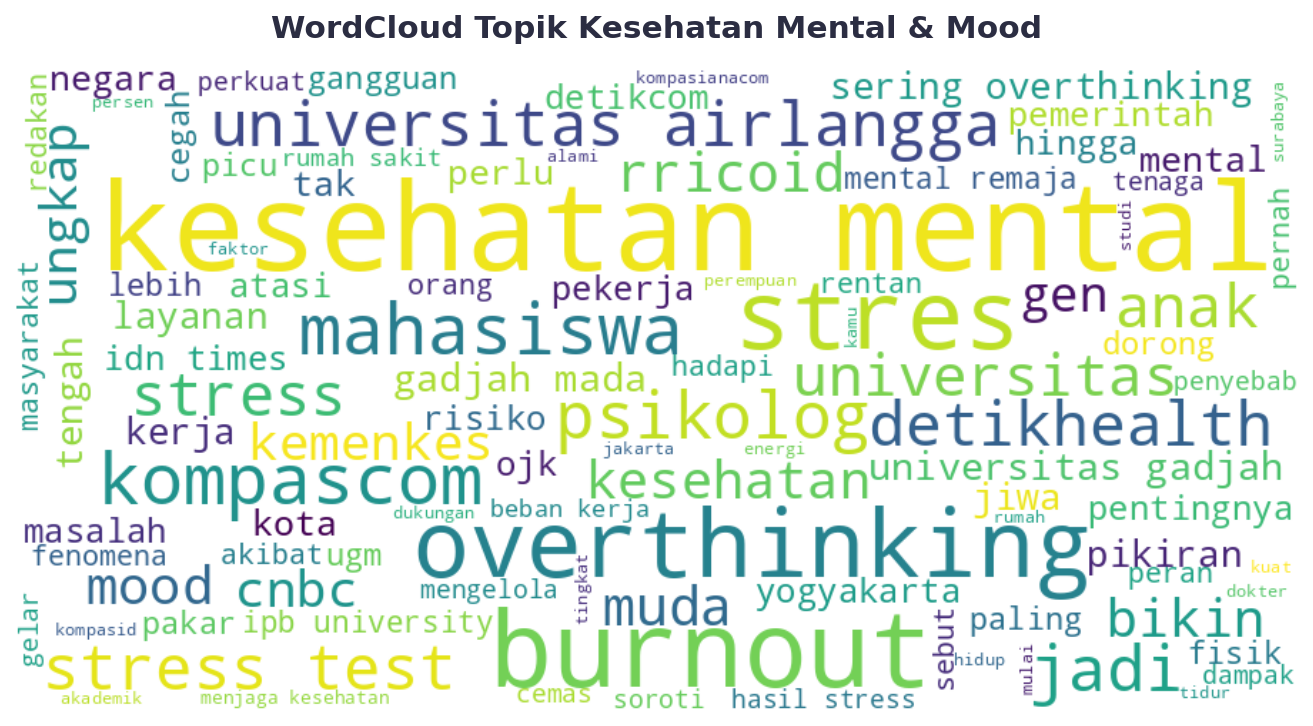 WordCloud Topik Kesehatan Mental & Mood
negara
perkuat
gangguan
kompasianacom
detikcom
sering overthinking
persen
redakan
cegah
universitas airlangga
pemerintah
surabaya
hingga
mental
picu
rumah sakit
alami
perlu
rricoid
mental remaja
tenaga
tak
ungkap
kesehatan mental
studi
pernah
faktor
lebih
atasi
orang
pekerja
perempuan
rentan
gen
anak
stres
kamu
masyarakat
layanan
mahasiswa
dorong
tengah
idn times
hadapi
universitas
penyebab
stress
gadjah mada
psikolog
risiko
detikhealth
kerja
kemenkes
jakarta
energi
kompascom
ojk
kesehatan
universitas gadjah
jiwa
pentingnya
masalah
kota
dukungan
beban kerja
rumah
overthinking
fenomena
akibat
ugm
pikiran
peran
kuat
mood
cnbc
mengelola
tingkat
muda
yogyakarta
dokter
gelar
kompasid
pakar
ipb university
burnout
sebut
paling
bikin
stress test
hidup
mulai
jadi
fisik
dampak
tidur
akademik
menjaga kesehatan
cemas
soroti
hasil stress